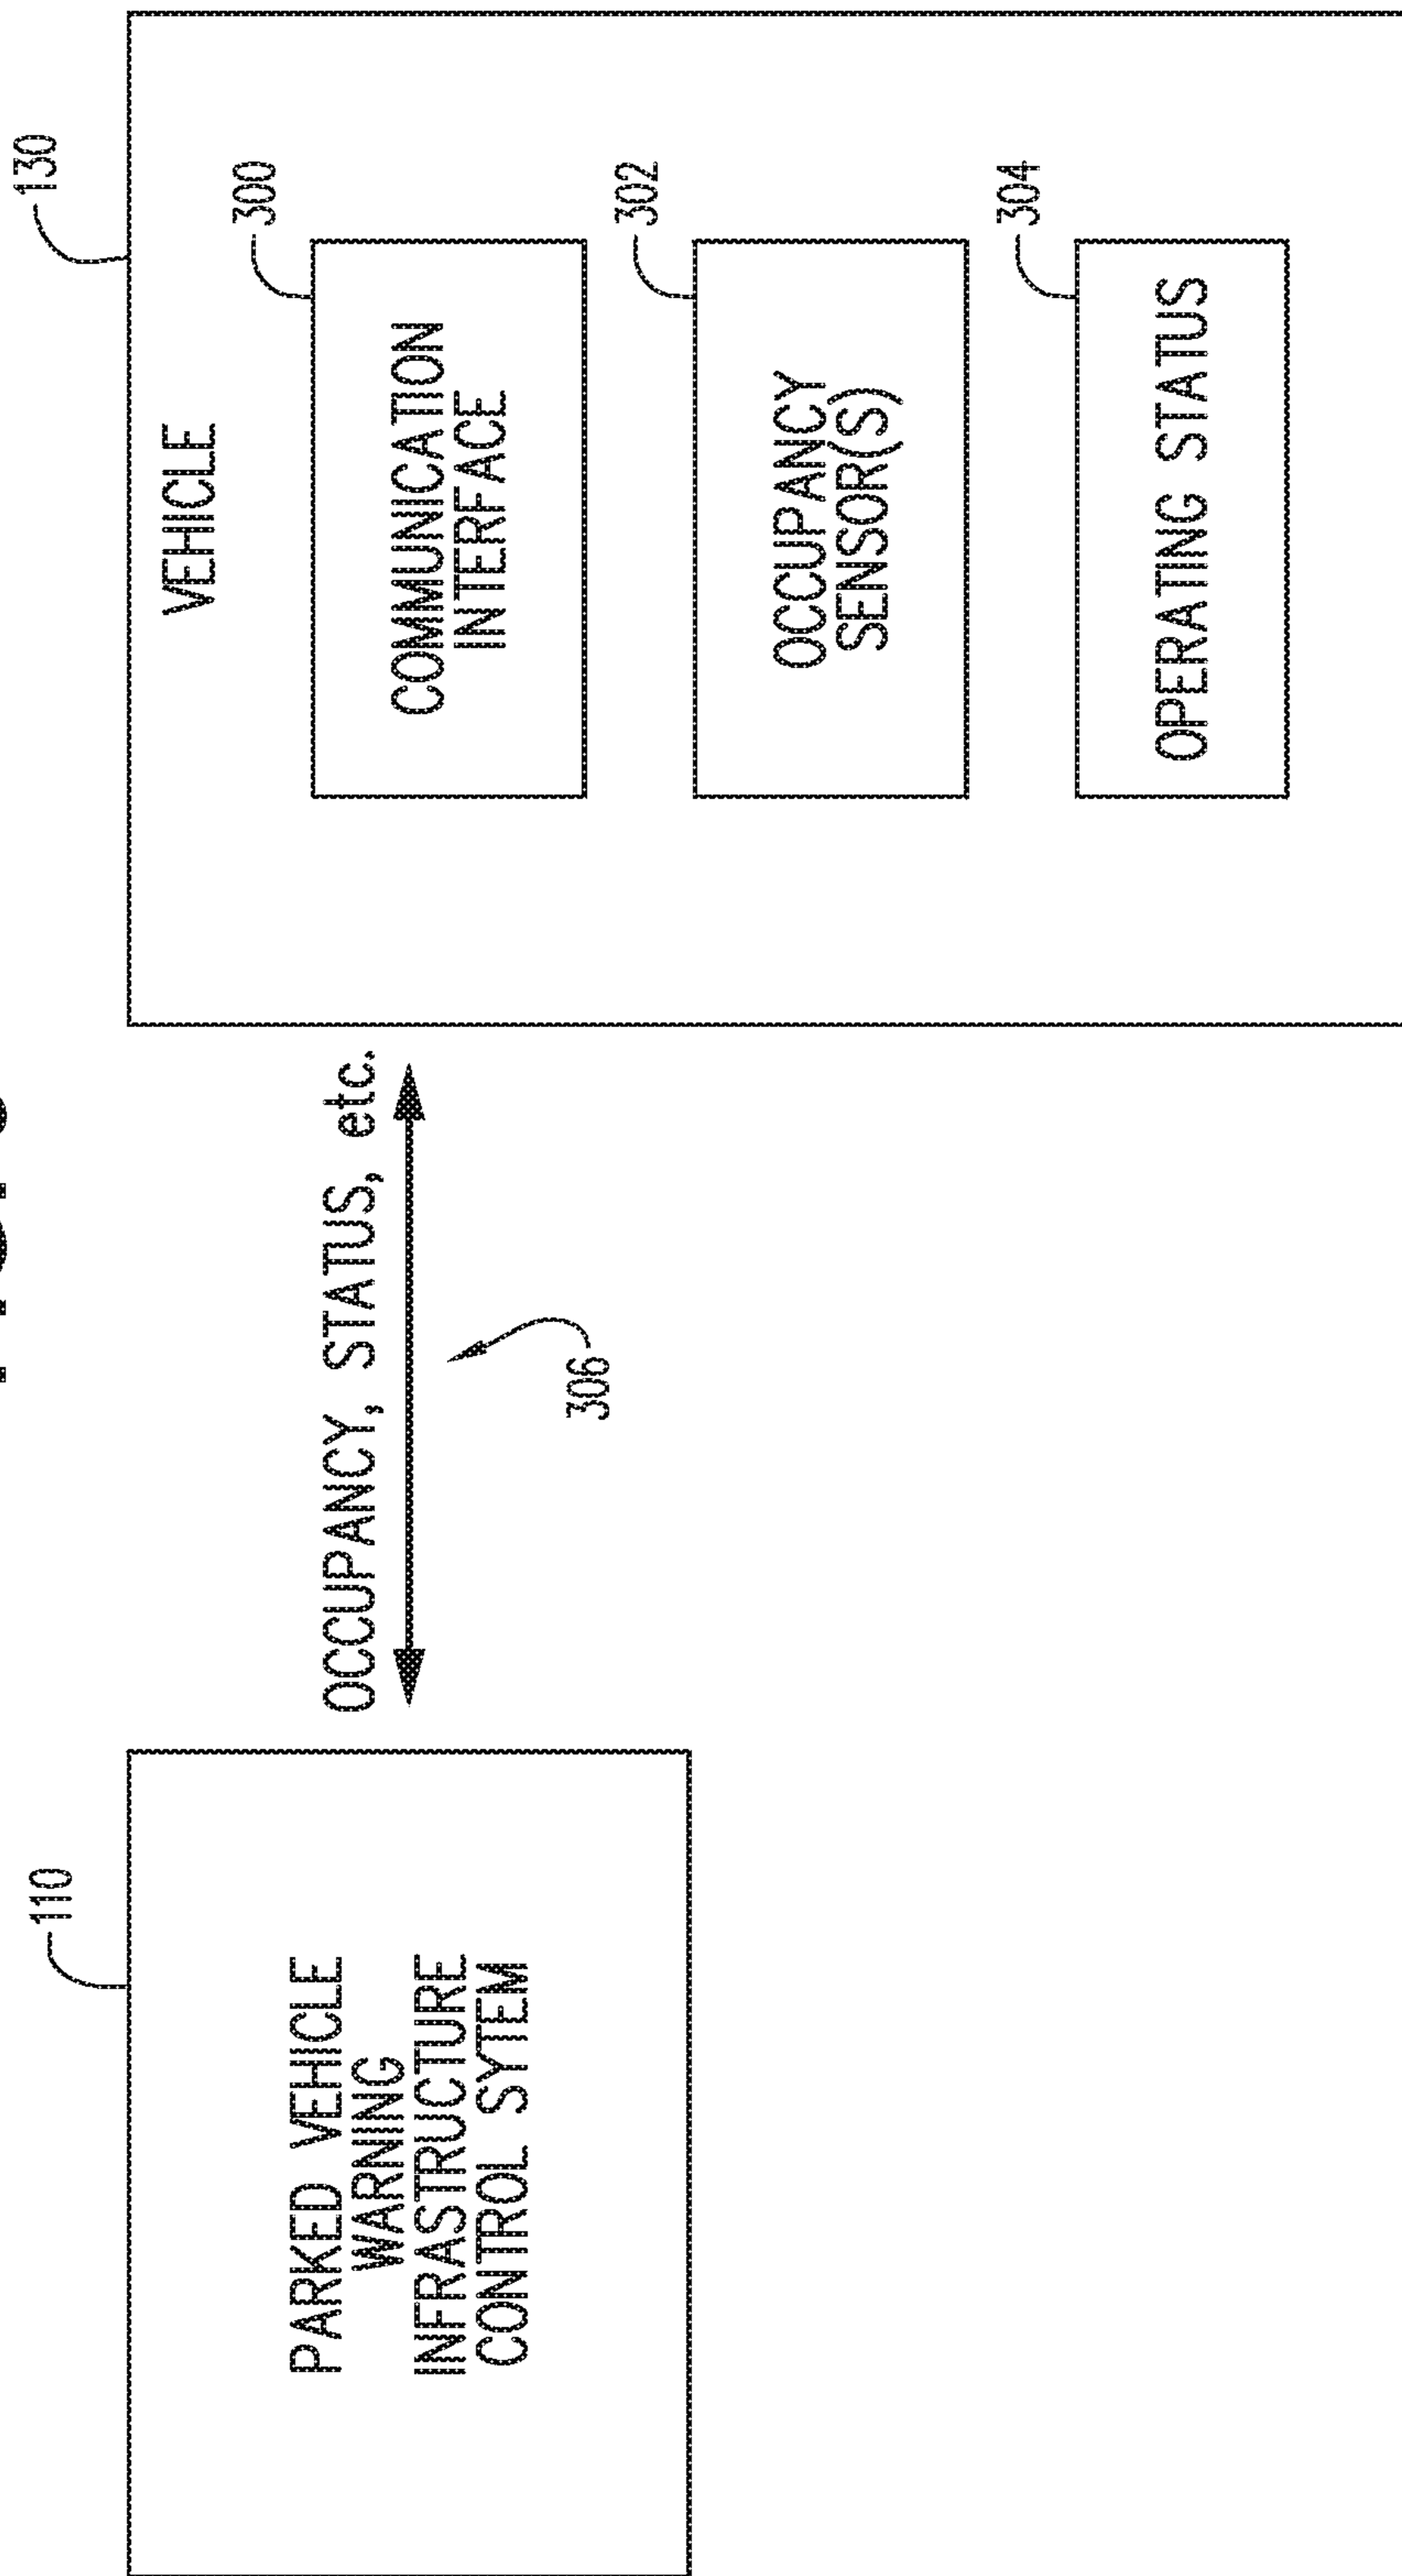 110
PARKED VEHICLE
WARNING
INFRASTRUCTURE
CONTROL SYTEM
OCCUPANCY, STATUS, etc.
306
130
VEHICLE
300
COMMUNICATION
INTERFACE
302
OCCUPANCY
SENSOR(S)
304
OPERATING STATUS